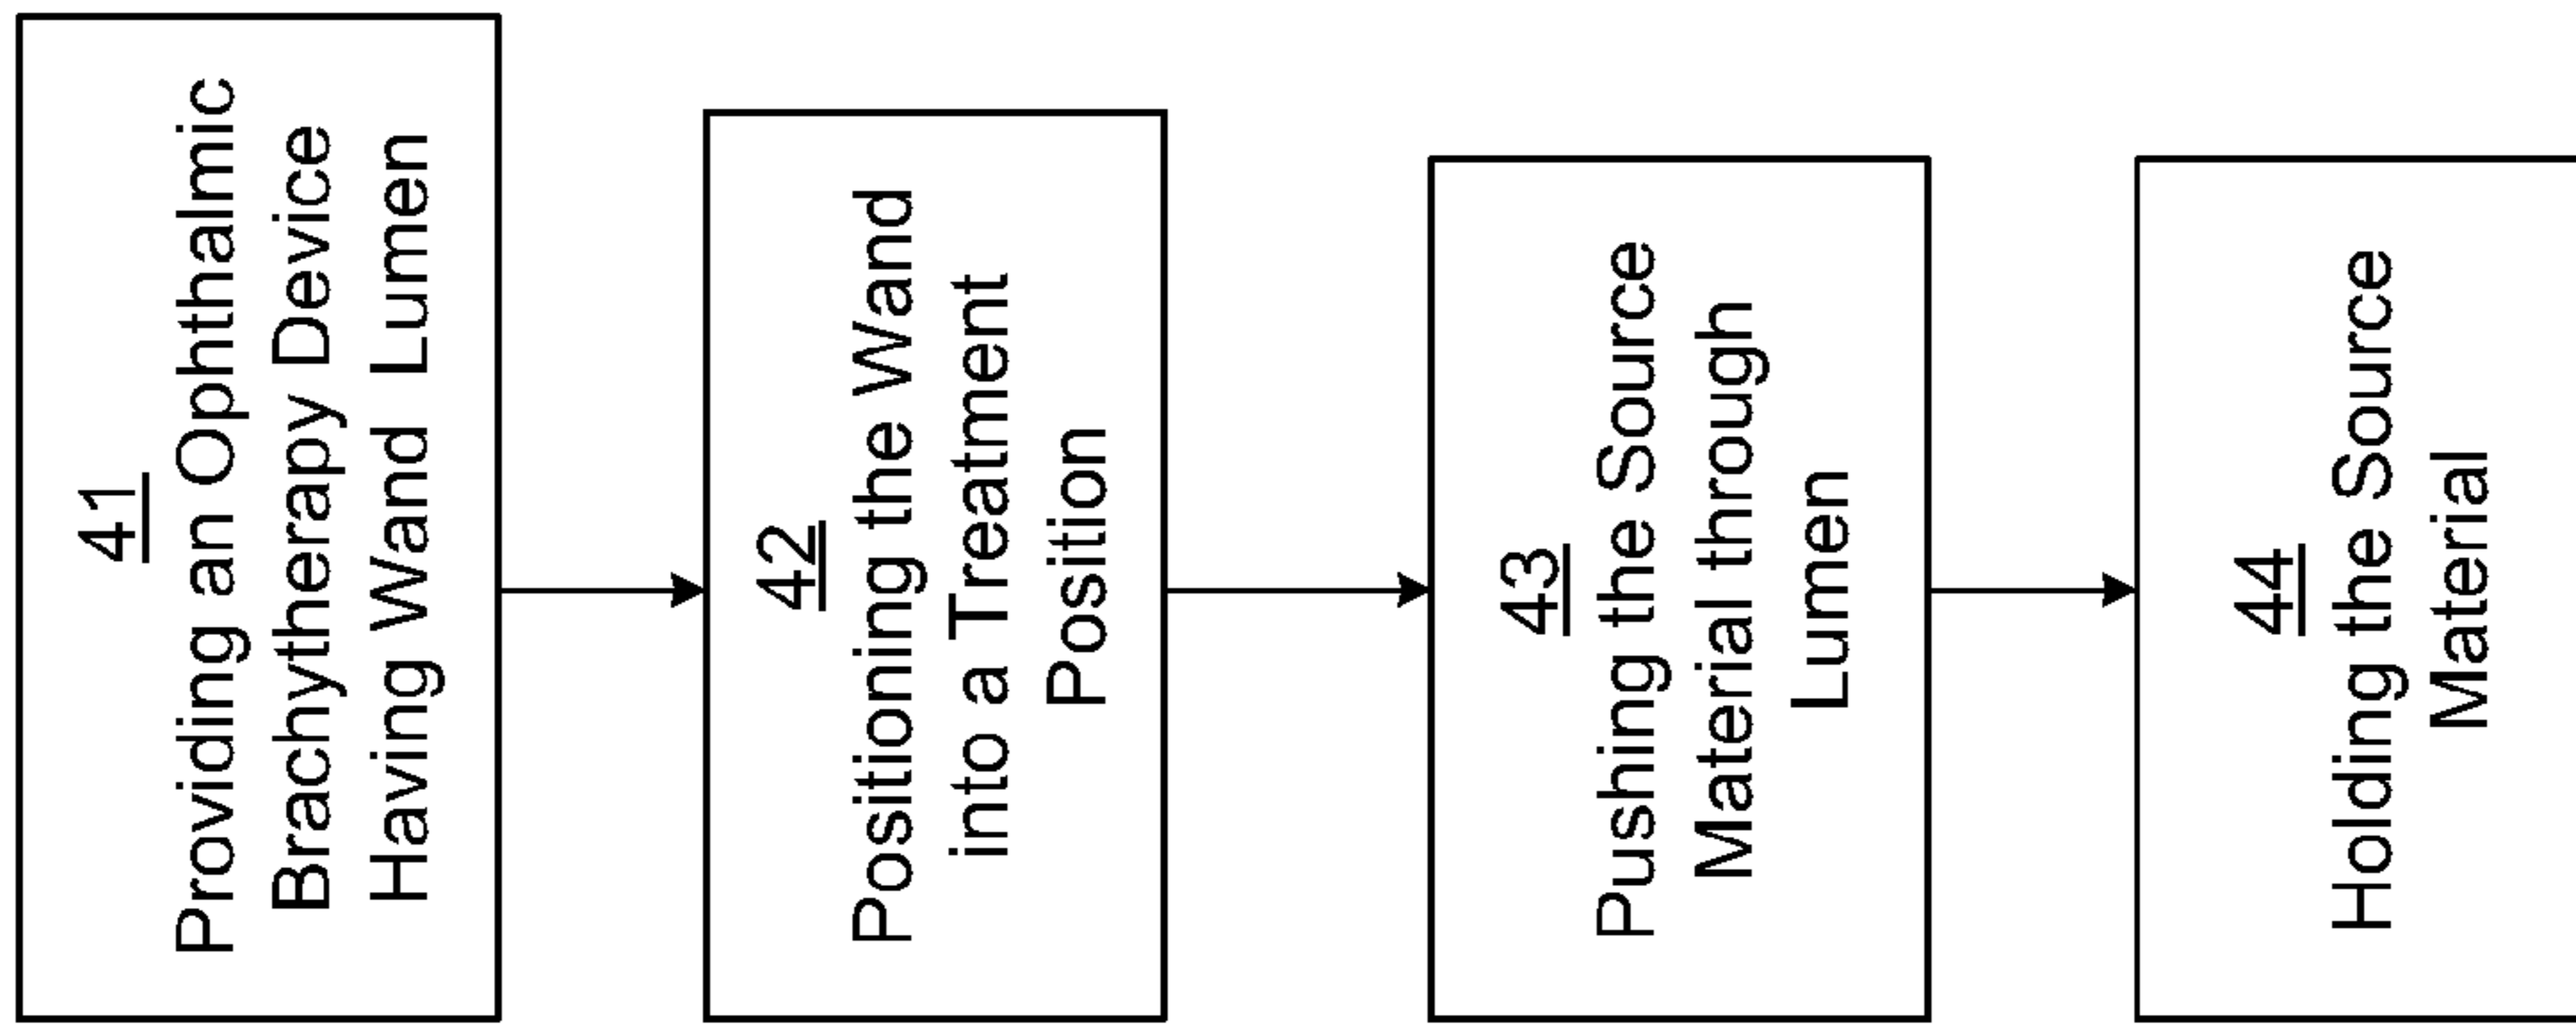 41
Providing an Ophthalmic
Brachytherapy Device
Having Wand Lumen
42
Positioning the Wand
into a Treatment
Position
43
Pushing the Source
Material through
Lumen
44
Holding the Source
Material